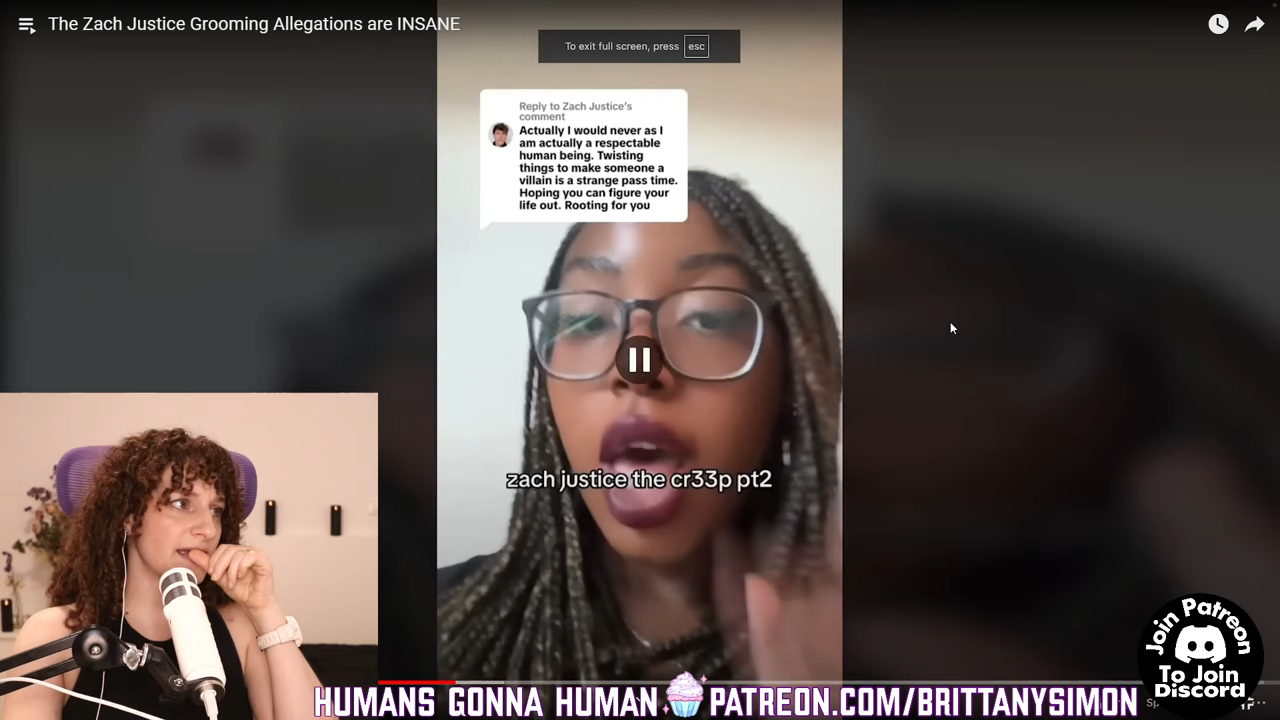 The Zach Justice Grooming Allegations are INSANE
To exit full screen, press esc
Reply to Zach Justice's
comment
Actually I would never as I
am actually a respectable
human being. Twisting
things to make someone a
villain is a strange pass time.
Hoping you can figure your
life out. Rooting for you
zach justice the cr33p pt2
Join Patreon
To Join
Discord
HUMANS GONNA HUMAN PATREON.COM/BRITTANYSIMON